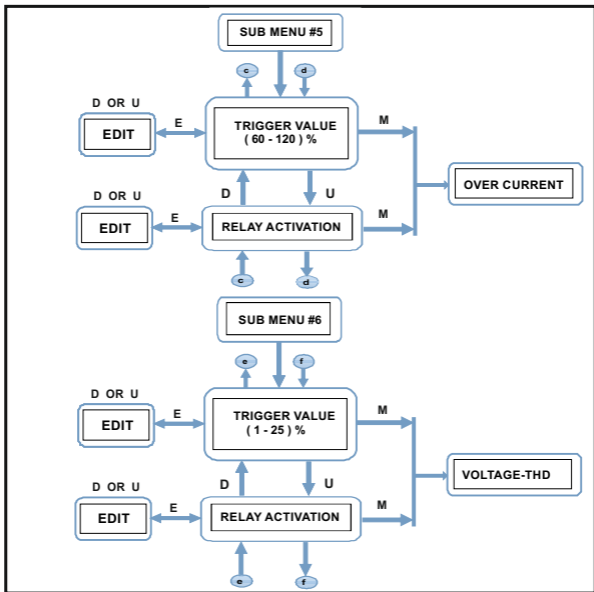 SUB MENU #5
c
d
D OR U
EDIT
E
TRIGGER VALUE
( 60 - 120 ) %
M
OVER CURRENT
D
U
D OR U
EDIT
E
RELAY ACTIVATION
M
c
d
SUB MENU #6
e
f
D OR U
EDIT
E
TRIGGER VALUE
( 1 - 25 ) %
M
VOLTAGE-THD
D
U
D OR U
EDIT
E
RELAY ACTIVATION
M
e
f